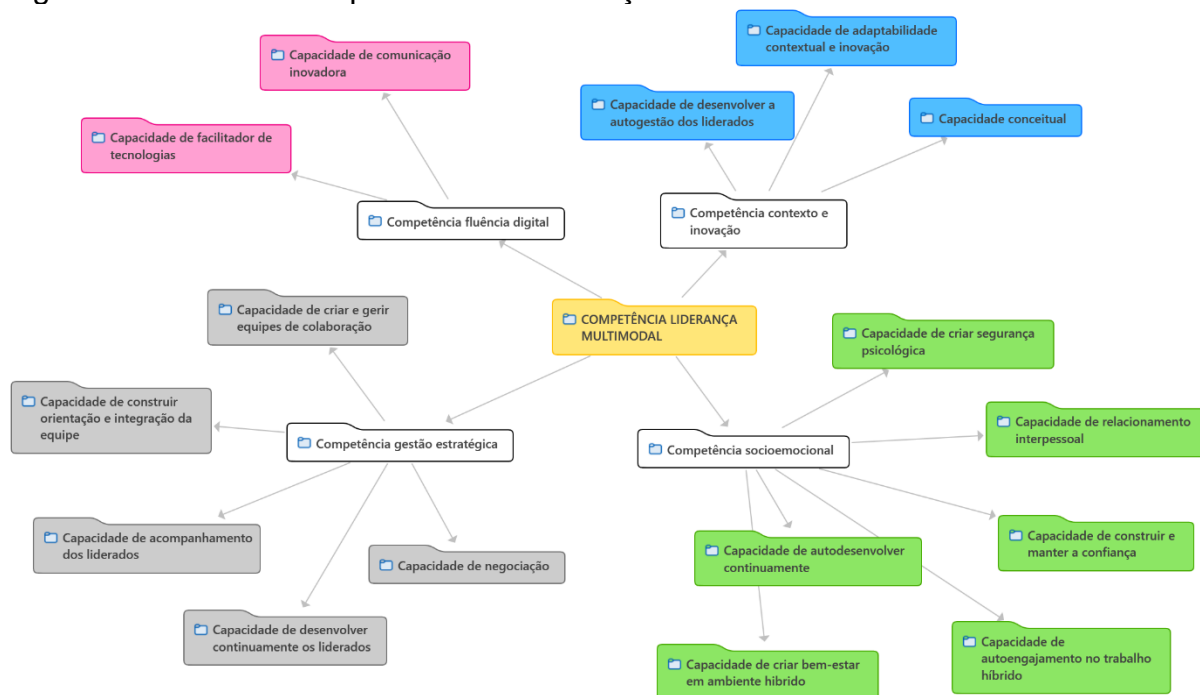 Capacidade de comunicação
inovadora
Capacidade de facilitador de
tecnologias
Competência fluência digital
Capacidade de adaptabilidade
contextual e inovação
Capacidade de desenvolver a
autogestão dos liderados
Capacidade conceitual
Competência contexto e
inovação
COMPETÊNCIA LIDERANÇA
MULTIMODAL
Capacidade de criar e gerir
equipes de colaboração
Capacidade de construir
orientação e integração da
equipe
Competência gestão estratégica
Capacidade de acompanhamento
dos liderados
Capacidade de negociação
Capacidade de desenvolver
continuamente os liderados
Capacidade de criar segurança
psicológica
Capacidade de relacionamento
interpessoal
Competência socioemocional
Capacidade de construir e
manter a confiança
Capacidade de autodesenvolver
continuamente
Capacidade de
autoengajamento no trabalho
híbrido
Capacidade de criar bem-estar
em ambiente hibrido